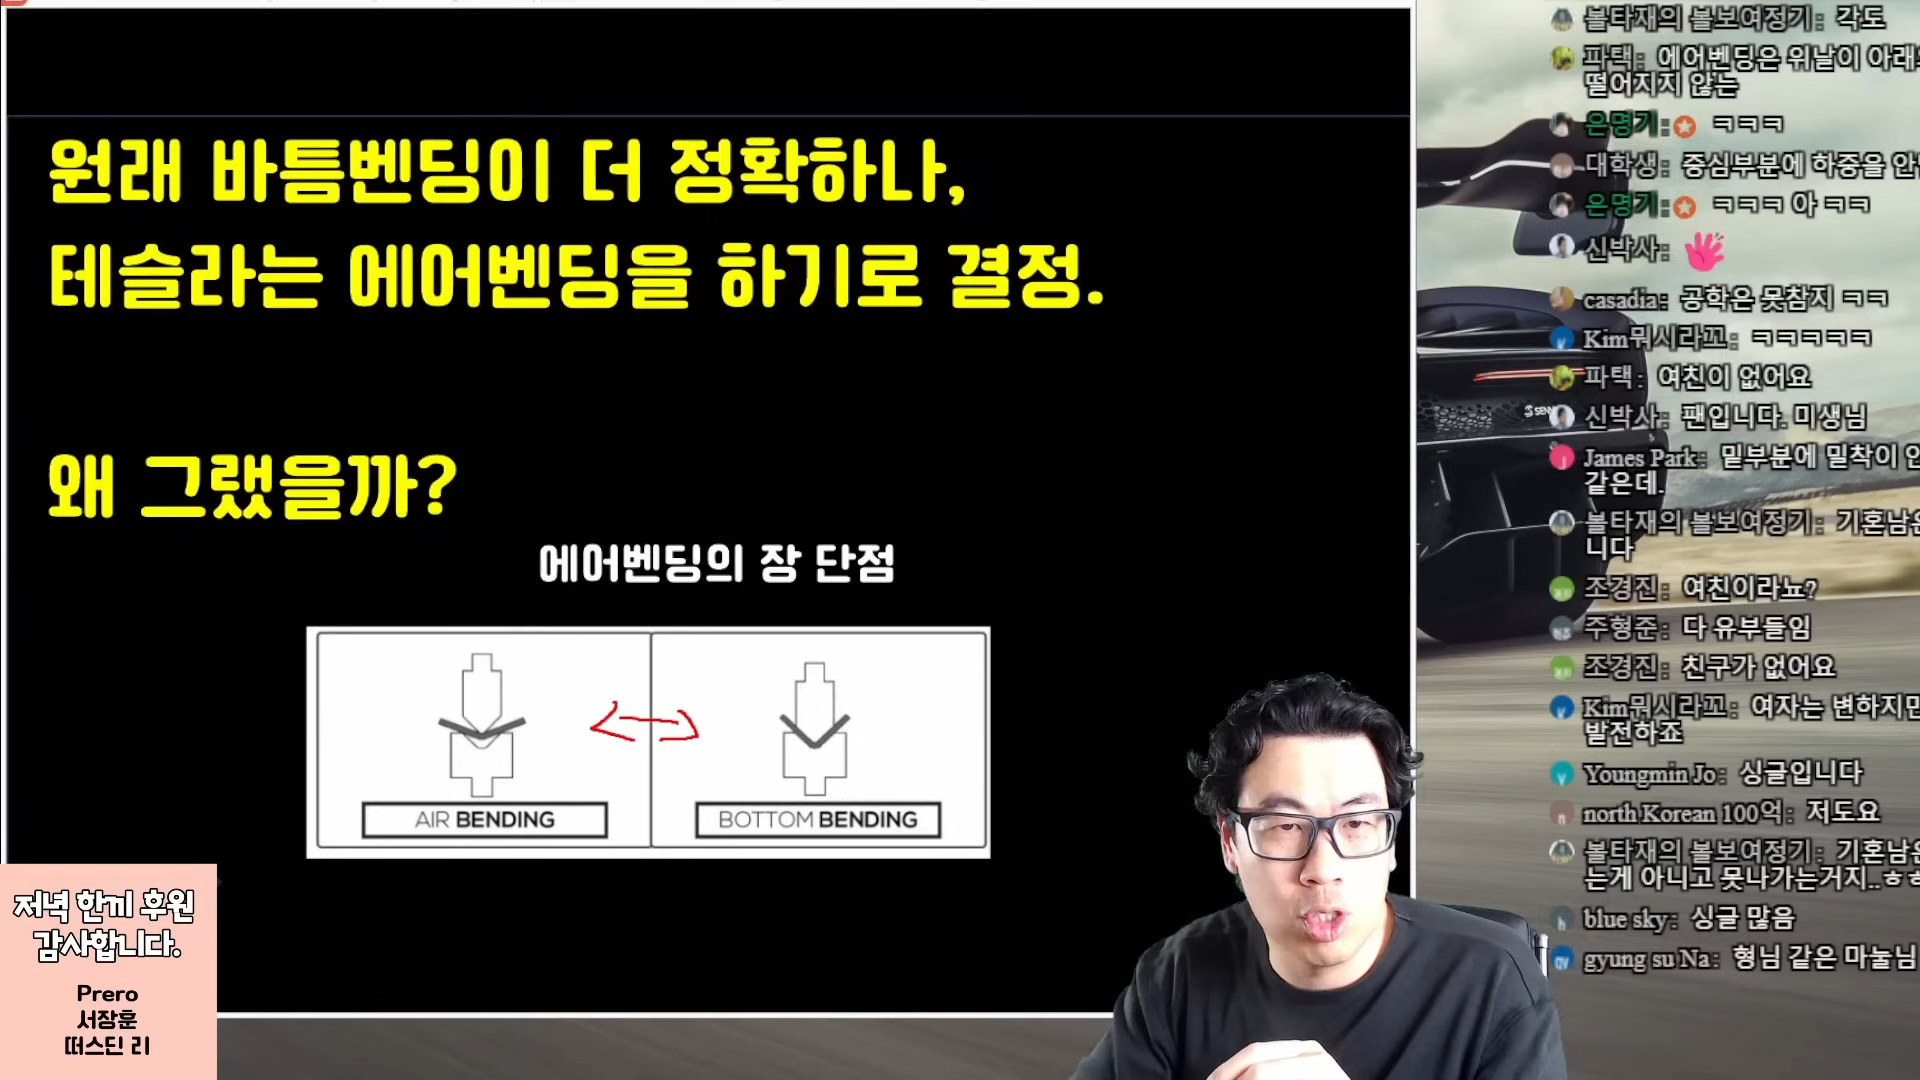 원래 바틈벤딩이 더 정확하나,
테슬라는 에어벤딩을 하기로 결정.
왜 그랬을까?
에어벤딩의 장 단점
AIR BENDING
BOTTOM BENDING
저녁 한끼 후원
감사합니다.
Prero
서장훈
떠스딘 리
볼타재의 볼보여정기: 각도
파택: 에어벤딩은 위날이 아래
떨어지지 않는
은명기: ㅋㅋㅋ
대학생: 중심부분에 하중을
은명기: ㅋㅋㅋ 아 ㅋㅋ
신박사:
casadia: 공학은 못참지 ㅋㅋ
Kim뭐시라꼬: ㅋㅋㅋㅋㅋ
파택: 여친이 없어요
신박사: 팬입니다. 미생님
James Park: 밑부분에 밀착이
같은데.
볼타재의 볼보여정기: 기혼남은
니다
조경진: 여친이라뇨?
주형준: 다 유부들임
조경진: 친구가 없어요
Kim뭐시라꼬: 여자는 변하지만
발전하죠
Youngmin Jo: 싱글입니다
north Korean 100억: 저도요
볼타재의 볼보여정기: 기혼남은
는게 아니고 못나가는거지..ㅎㅎ
blue sky: 싱글 많음
gyung su Na: 형님 같은 마눌님